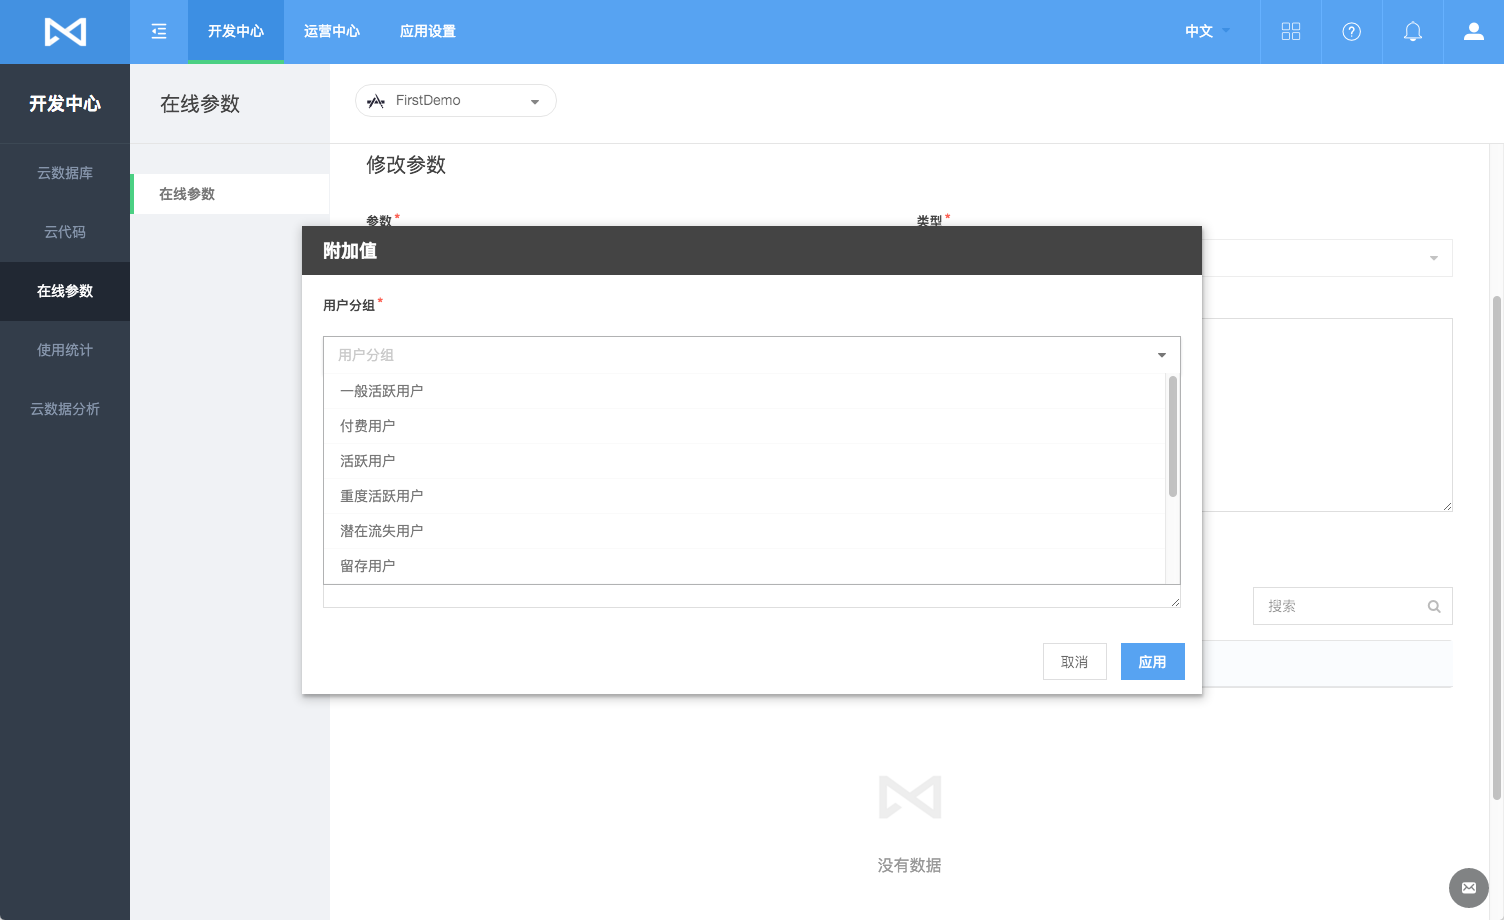 开发中心
运营中心
应用设置
中文
开发中心
在线参数
FirstDemo
云数据库
云代码
在线参数
使用统计
云数据分析
在线参数
修改参数
参数*
类型*
附加值
用户分组*
用户分组
一般活跃用户
付费用户
活跃用户
重度活跃用户
潜在流失用户
留存用户
搜索
取消
应用
没有数据